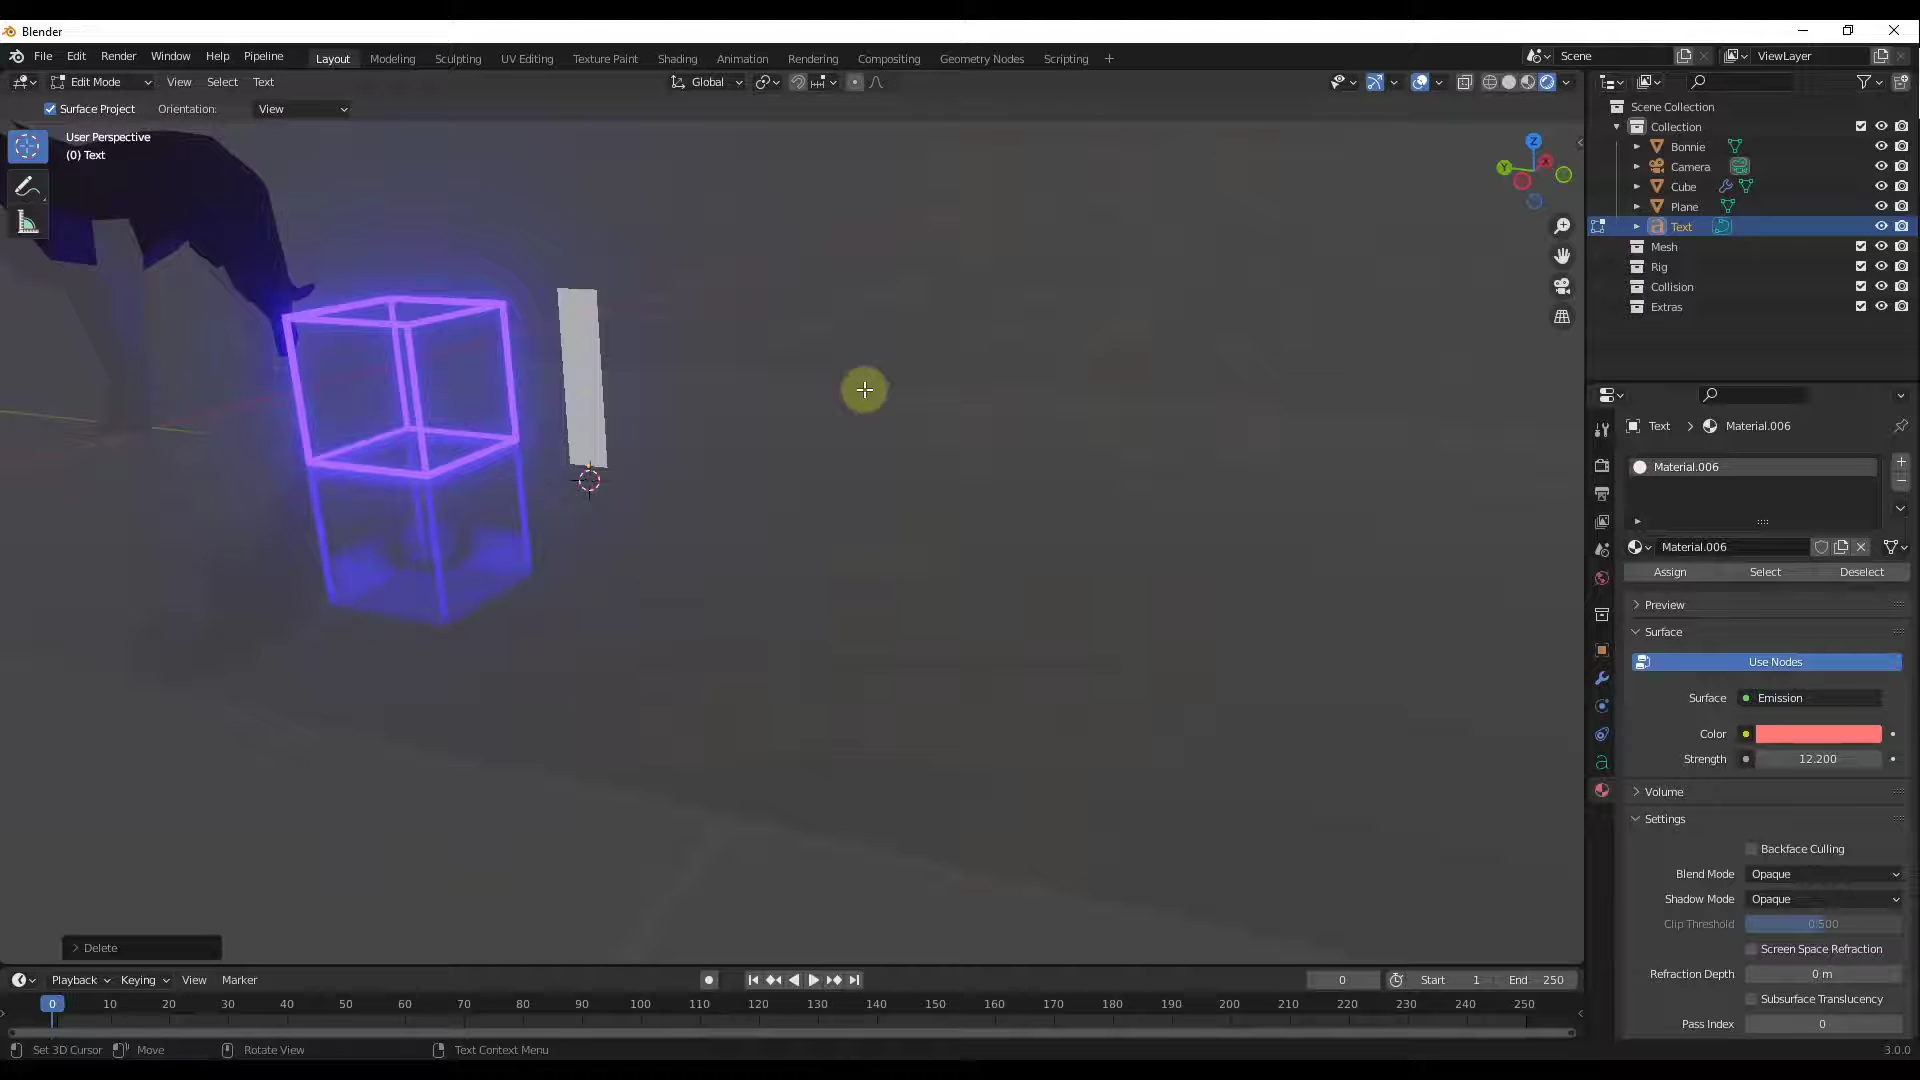 Blender
File Edit Render Window Help Pipeline
Layout Modeling Sculpting UV Editing Texture Paint Shading Animation Rendering Compositing Geometry Nodes Scripting +
Scene
ViewLayer
Edit Mode View Select Text
Global
Surface Project Orientation: View
User Perspective
(0) Text
Z
X
Y
Scene Collection
Collection
Bonnie
Camera
Cube
Plane
Text
Mesh
Rig
Collision
Extras
Text > Material.006
Material.006
Material.006
Assign Select Deselect
Preview
Surface
Use Nodes
Surface Emission
Color
Strength 12.200
Volume
Settings
Backface Culling
Blend Mode Opaque
Shadow Mode Opaque
Clip Threshold 0.500
Screen Space Refraction
Refraction Depth 0 m
Subsurface Translucency
Pass Index 0
> Delete
Playback Keying View Marker
0 Start 1 End 250
0 10 20 30 40 50 60 70 80 90 100 110 120 130 140 150 160 170 180 190 200 210 220 230 240 250
Set 3D Cursor Move Rotate View Text Context Menu
3.0.0